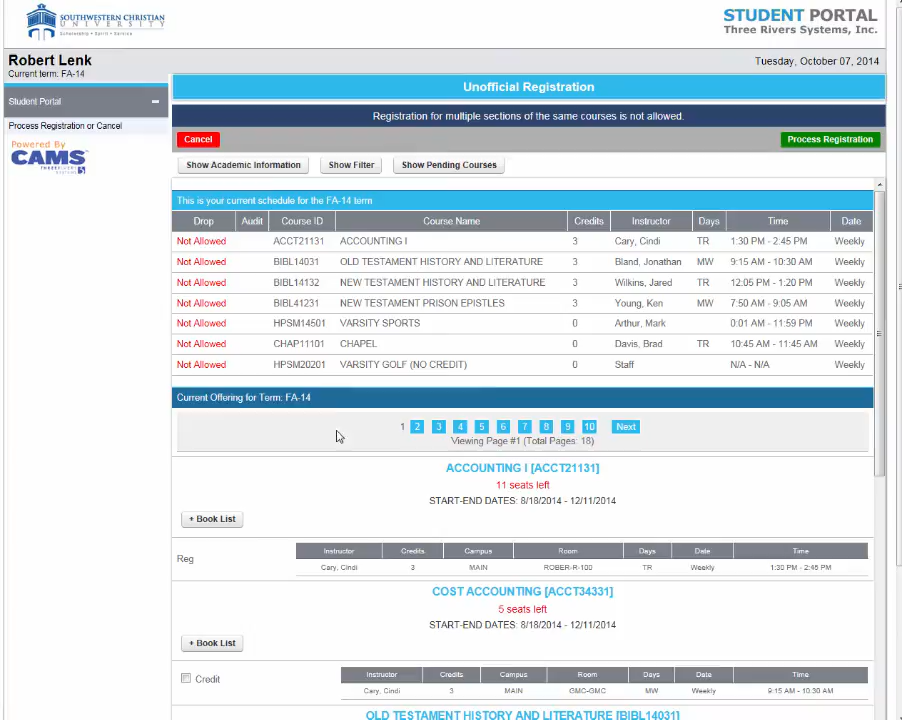 SOUTHWESTERN CHRISTIAN
UNIVERSITY
Scholarship • Spirit • Service
STUDENT PORTAL
Three Rivers Systems, Inc.
Robert Lenk
Current term: FA-14
Tuesday, October 07, 2014
Student Portal
Process Registration or Cancel
Powered By
CAMS
Unofficial Registration
Registration for multiple sections of the same courses is not allowed.
Cancel Process Registration
Show Academic Information Show Filter Show Pending Courses
This is your current schedule for the FA-14 term
Drop Audit Course ID Course Name Credits Instructor Days Time Date
Not Allowed ACCT21131 ACCOUNTING I 3 Cary, Cindi TR 1:30 PM - 2:45 PM Weekly
Not Allowed BIBL14031 OLD TESTAMENT HISTORY AND LITERATURE 3 Bland, Jonathan MW 9:15 AM - 10:30 AM Weekly
Not Allowed BIBL14132 NEW TESTAMENT HISTORY AND LITERATURE 3 Wilkins, Jared TR 12:05 PM - 1:20 PM Weekly
Not Allowed BIBL41231 NEW TESTAMENT PRISON EPISTLES 3 Young, Ken MW 7:50 AM - 9:05 AM Weekly
Not Allowed HPSM14501 VARSITY SPORTS 0 Arthur, Mark 0:01 AM - 11:59 PM Weekly
Not Allowed CHAP11101 CHAPEL 0 Davis, Brad TR 10:45 AM - 11:45 AM Weekly
Not Allowed HPSM20201 VARSITY GOLF (NO CREDIT) 0 Staff N/A - N/A Weekly
Current Offering for Term: FA-14
1 2 3 4 5 6 7 8 9 10 Next
Viewing Page #1 (Total Pages: 18)
ACCOUNTING I [ACCT21131]
11 seats left
START-END DATES: 8/18/2014 - 12/11/2014
+ Book List
Instructor Credits Campus Room Days Date Time
Reg
Cary, Cindi 3 MAIN ROBER-R-100 TR Weekly 1:30 PM - 2:45 PM
COST ACCOUNTING [ACCT34331]
5 seats left
START-END DATES: 8/18/2014 - 12/11/2014
+ Book List
Instructor Credits Campus Room Days Date Time
Credit
Cary, Cindi 3 MAIN GMC-GMC MW Weekly 9:15 AM - 10:30 AM
OLD TESTAMENT HISTORY AND LITERATURE [BIBL14031]